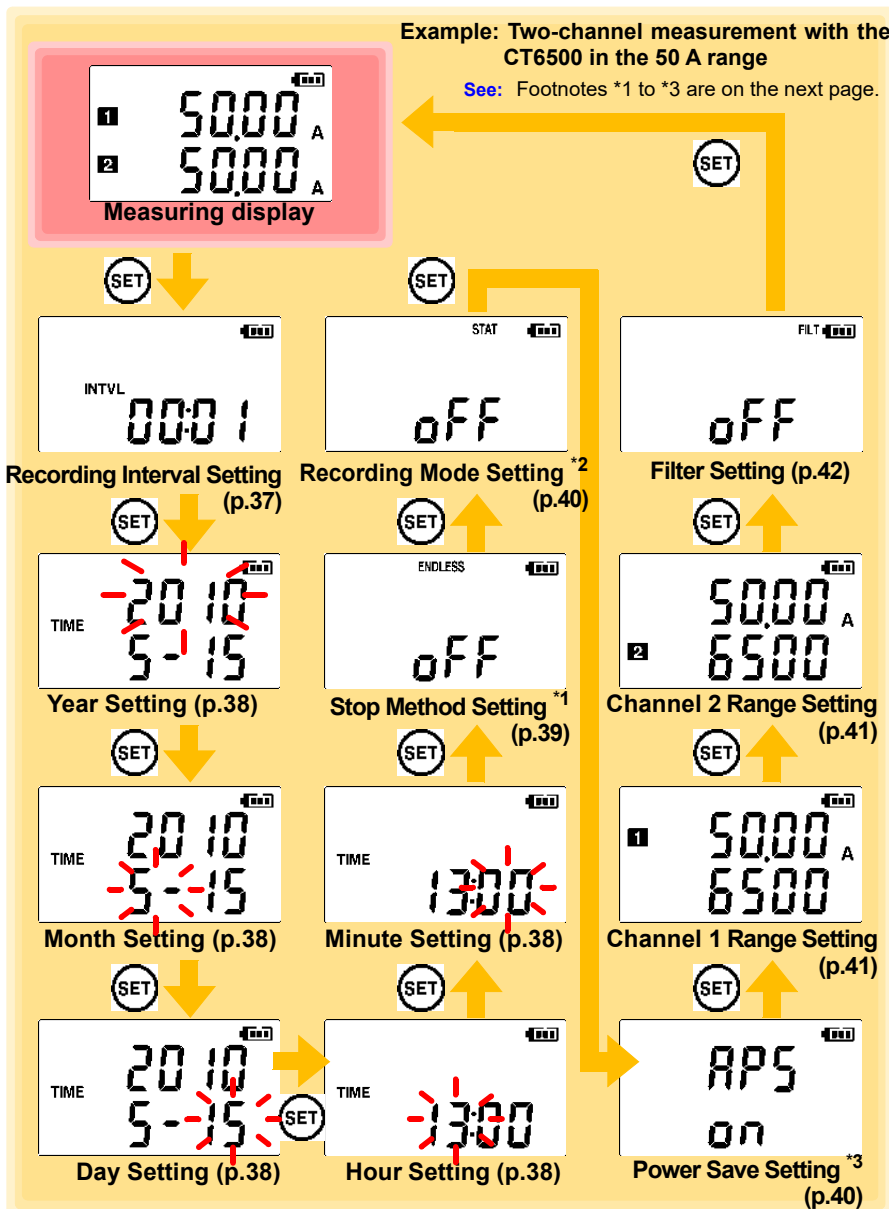 Example: Two-channel measurement with the
CT6500 in the 50 A range
See: Footnotes *1 to *3 are on the next page.
1 50.00 A
2 50.00 A
Measuring display
SET
INTVL
00:01
Recording Interval Setting
(p.37)
SET
TIME
2010
5-15
Year Setting (p.38)
SET
2010
TIME
5-15
Month Setting (p.38)
SET
2010
TIME
5-15
Day Setting (p.38)
SET
TIME
13:00
Hour Setting (p.38)
SET
TIME
13:00
Minute Setting (p.38)
SET
ENDLESS
oFF
Stop Method Setting *1
(p.39)
SET
STAT
oFF
Recording Mode Setting *2
(p.40)
SET
APS
on
Power Save Setting *3
(p.40)
SET
1 50.00 A
6500
Channel 1 Range Setting
(p.41)
SET
50.00 A
2 6500
Channel 2 Range Setting
(p.41)
SET
FILT
oFF
Filter Setting (p.42)
SET